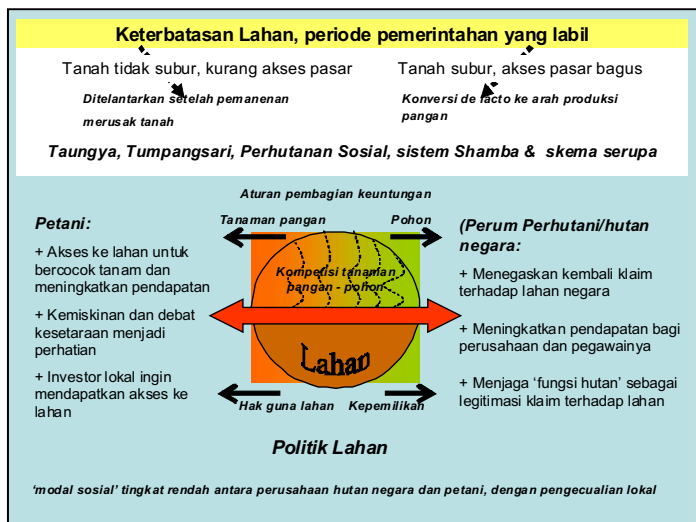 Keterbatasan Lahan, periode pemerintahan yang labil
Tanah tidak subur, kurang akses pasar
Ditelantarkan setelah pemanenan
merusak tanah
Tanah subur, akses pasar bagus
Konversi de facto ke arah produksi
pangan
Taungya, Tumpangsari, Perhutanan Sosial, sistem Shamba & skema serupa
Aturan pembagian keuntungan
Tanaman pangan
Pohon
Petani:
+ Akses ke lahan untuk
bercocok tanam dan
meningkatkan pendapatan
+ Kemiskinan dan debat
kesetaraan menjadi
perhatian
+ Investor lokal ingin
mendapatkan akses ke
lahan
Kompetisi tanaman
pangan - pohon
Lahan
Hak guna lahan
Kepemilikan
(Perum Perhutani/hutan
negara:
+ Menegaskan kembali klaim
terhadap lahan negara
+ Meningkatkan pendapatan bagi
perusahaan dan pegawainya
+ Menjaga ‘fungsi hutan’ sebagai
legitimasi klaim terhadap lahan
Politik Lahan
‘modal sosial’ tingkat rendah antara perusahaan hutan negara dan petani, dengan pengecualian lokal